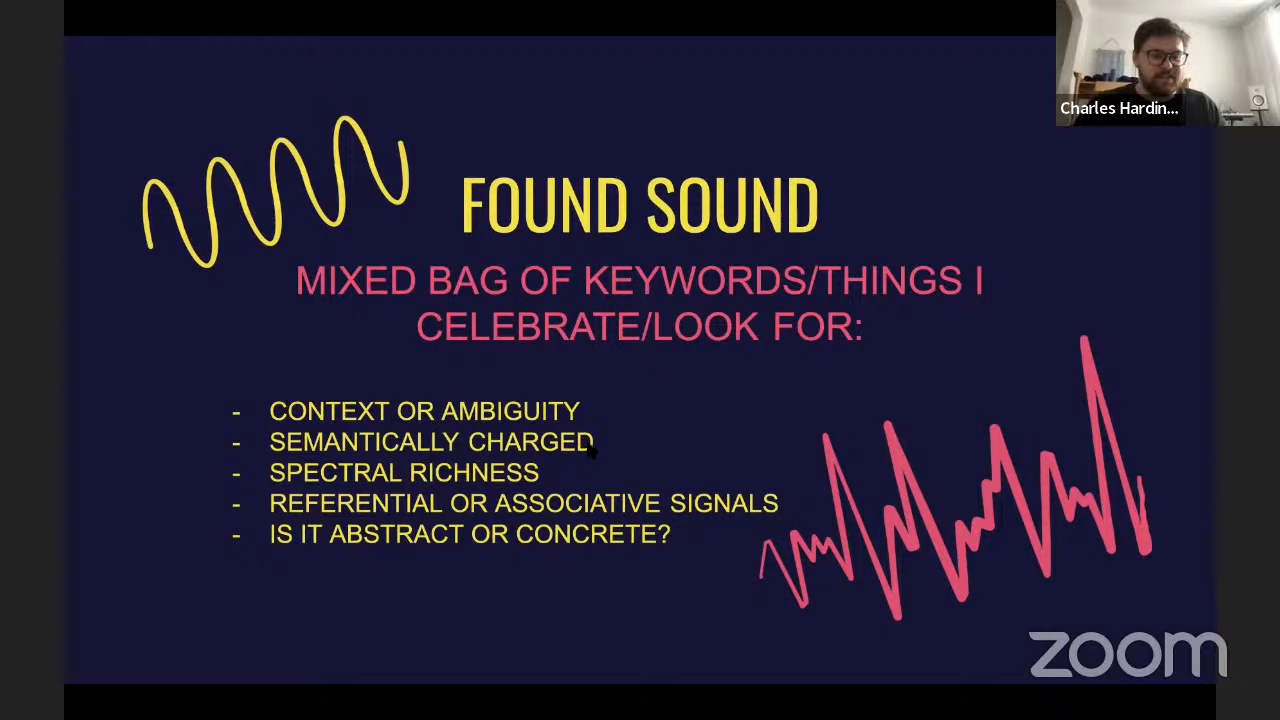 Charles Hardin...
FOUND SOUND
MIXED BAG OF KEYWORDS/THINGS I
CELEBRATE/LOOK FOR:
- CONTEXT OR AMBIGUITY
- SEMANTICALLY CHARGED
- SPECTRAL RICHNESS
- REFERENTIAL OR ASSOCIATIVE SIGNALS
- IS IT ABSTRACT OR CONCRETE?
zoom